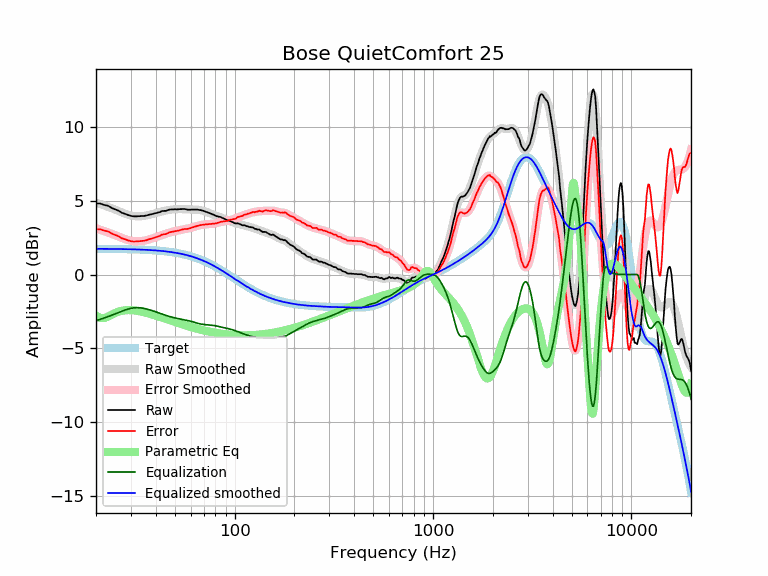 Bose QuietComfort 25
Amplitude (dBr)
10
5
0
−5
−10
−15
Target
Raw Smoothed
Error Smoothed
Raw
Error
Parametric Eq
Equalization
Equalized smoothed
100
1000
10000
Frequency (Hz)